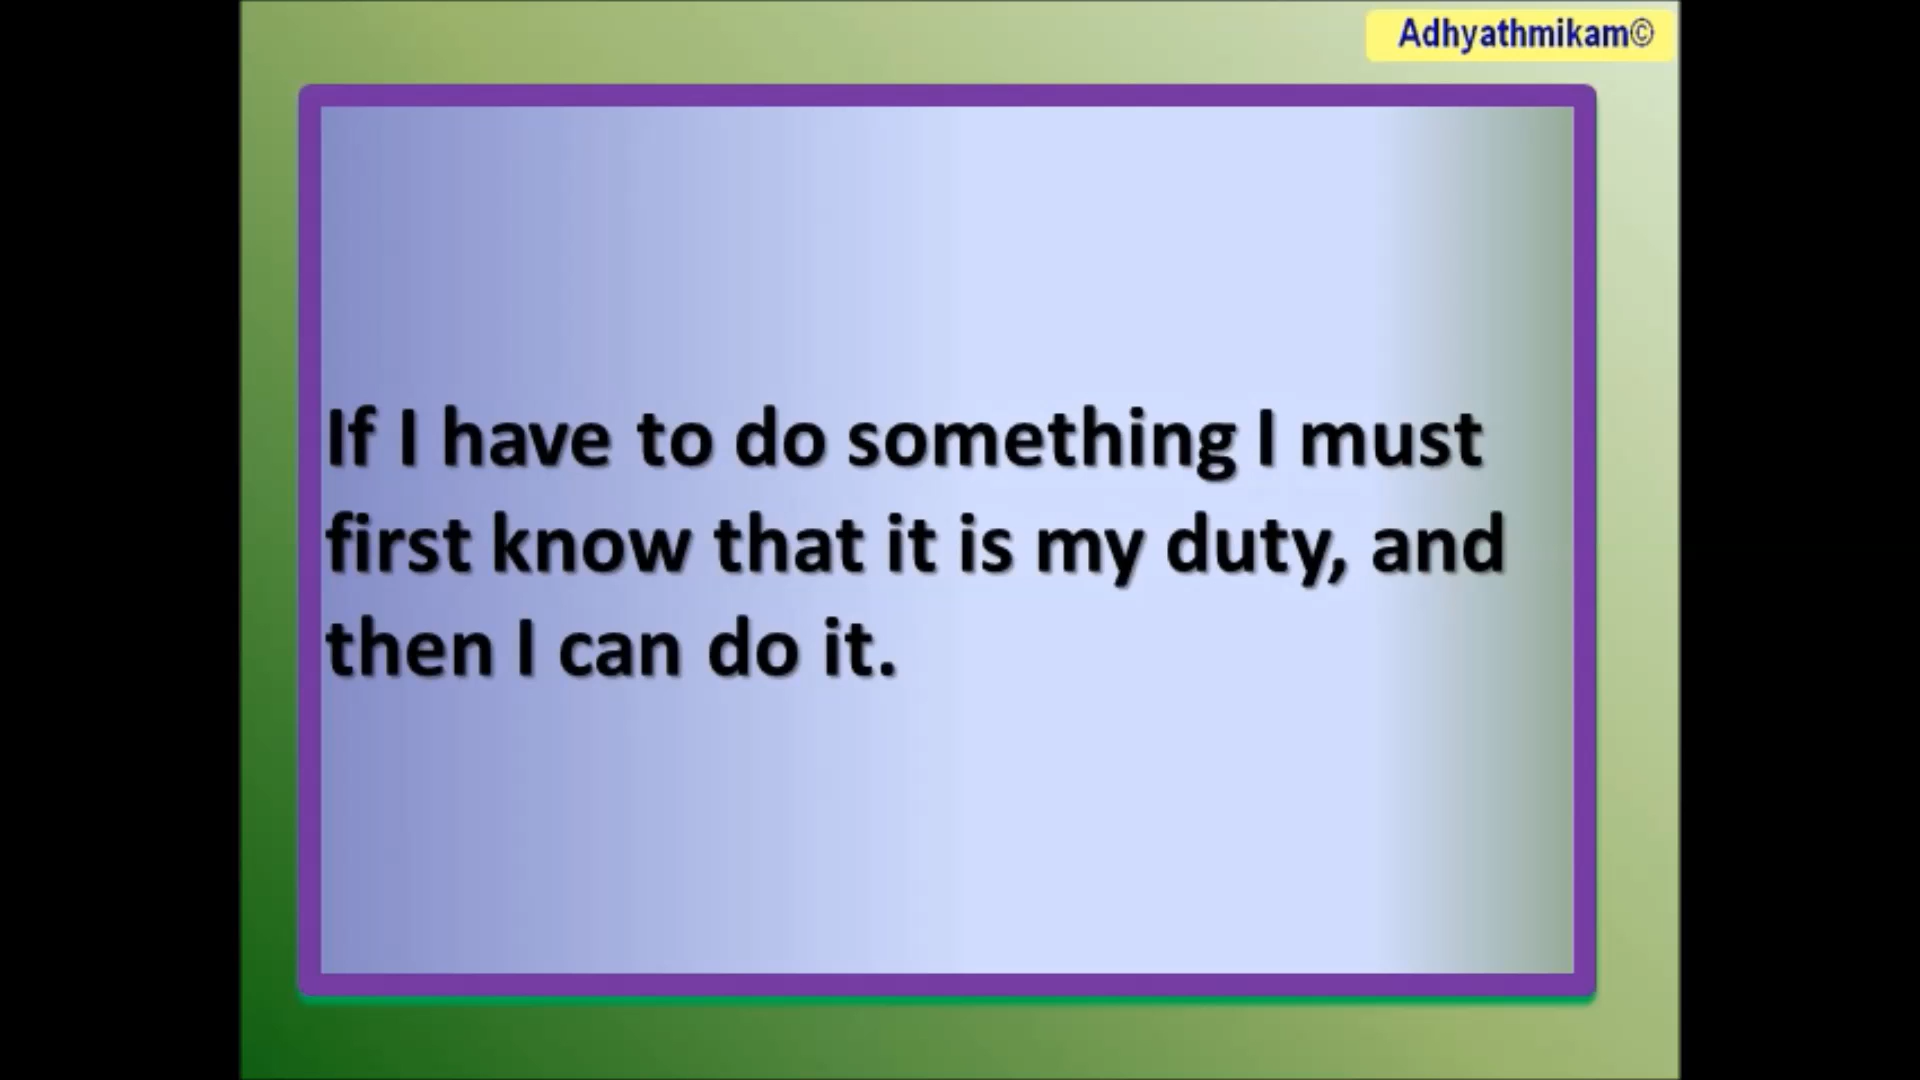 Adhyathmikam©
If I have to do something I must
first know that it is my duty, and
then I can do it.